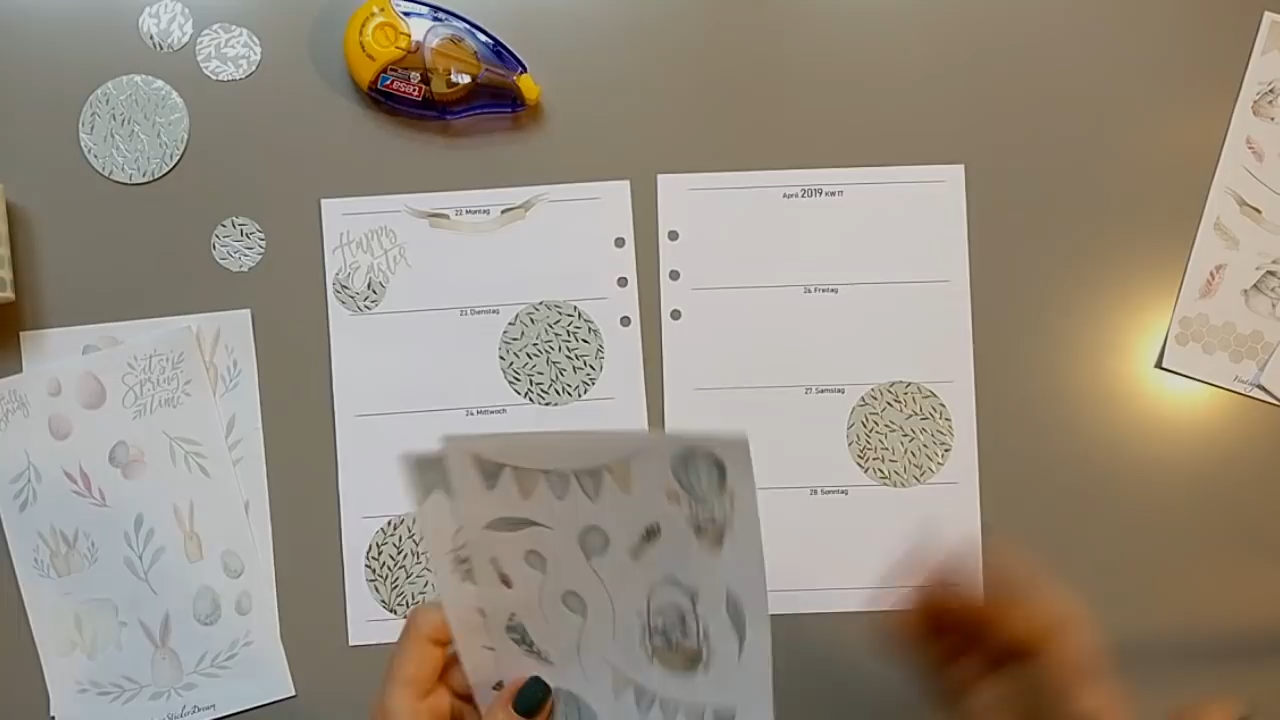 tesa
22. Montag
Happy
Easter
23. Dienstag
24. Mittwoch
April 2019 KW 17
26. Freitag
27. Samstag
28. Sonntag
it's
Spring
time